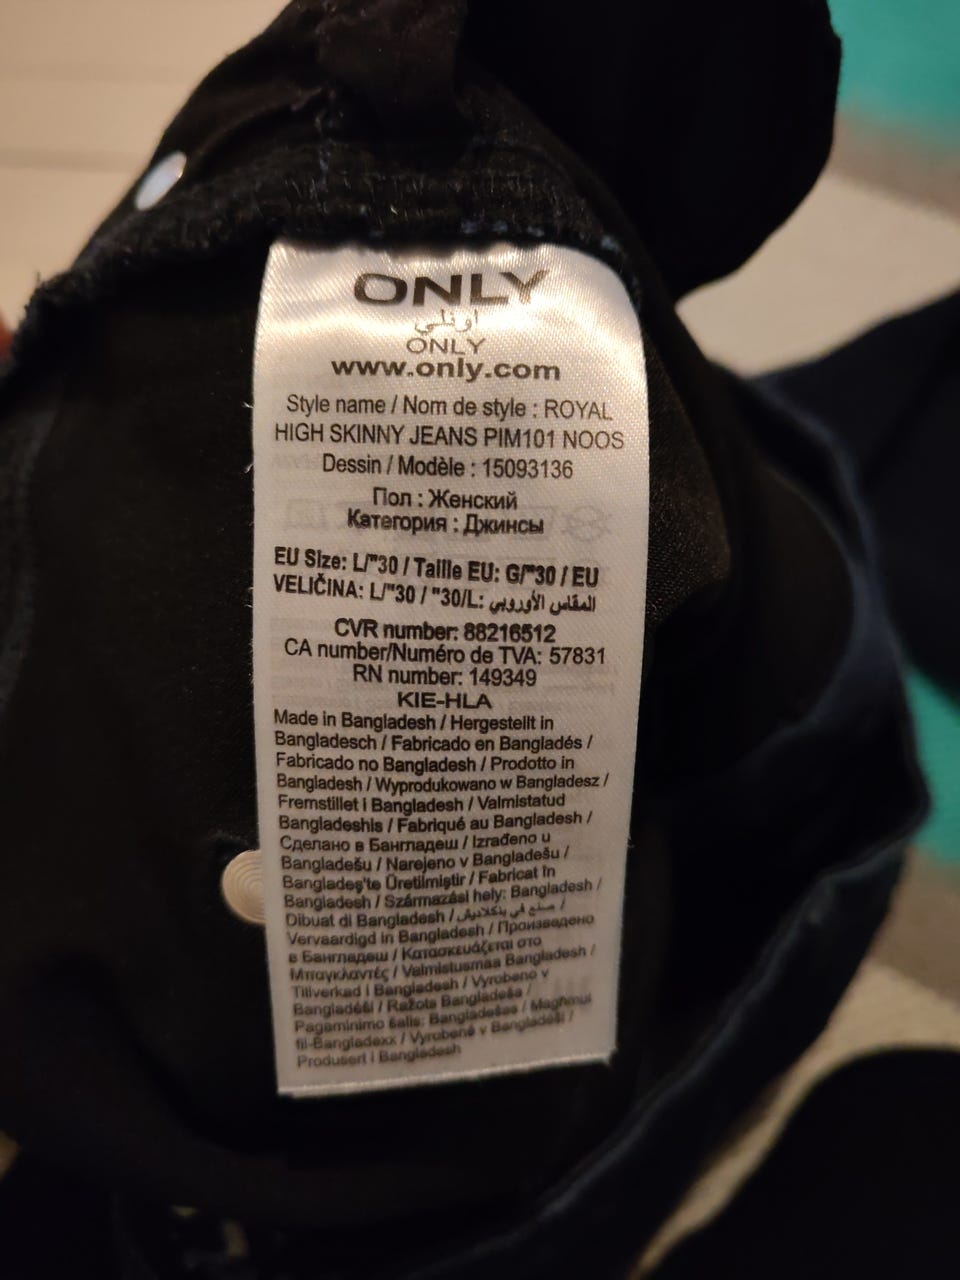 ONLY
أونلي
ONLY
www.only.com
Style name / Nom de style : ROYAL
HIGH SKINNY JEANS PIM101 NOOS
Dessin / Modèle : 15093136
Пол : Женский
Категория : Джинсы
EU Size: L/"30 / Taille EU: G/"30 / EU
VELIČINA: L/"30 / "30/L: المقاس الأوروبي
CVR number: 88216512
CA number/Numéro de TVA: 57831
RN number: 149349
KIE-HLA
Made in Bangladesh / Hergestellt in
Bangladesch / Fabricado en Bangladés /
Fabricado no Bangladesh / Prodotto in
Bangladesh / Wyprodukowano w Bangladesz /
Fremstillet i Bangladesh / Valmistatud
Bangladeshis / Fabriqué au Bangladesh /
Сделано в Бангладеш / Izrađeno u
Bangladešu / Narejeno v Bangladešu /
Bangladeş'te Üretilmiştir / Fabricat în
Bangladesh / Származási hely: Bangladesh /
Dibuat di Bangladesh / صنع في بنگلاديش /
Vervaardigd in Bangladesh / Произведено
в Бангладеш / Κατασκευάζεται στο
Μπαγκλαντές / Valmistusmaa Bangladesh /
Tillverkad i Bangladesh / Vyrobeno v
Bangladéši / Ražots Bangladeša /
Pagaminimo šalis: Bangladešas / Maghmul
fil-Bangladexx / Vyrobené v Bangladéši /
Produsert i Bangladesh